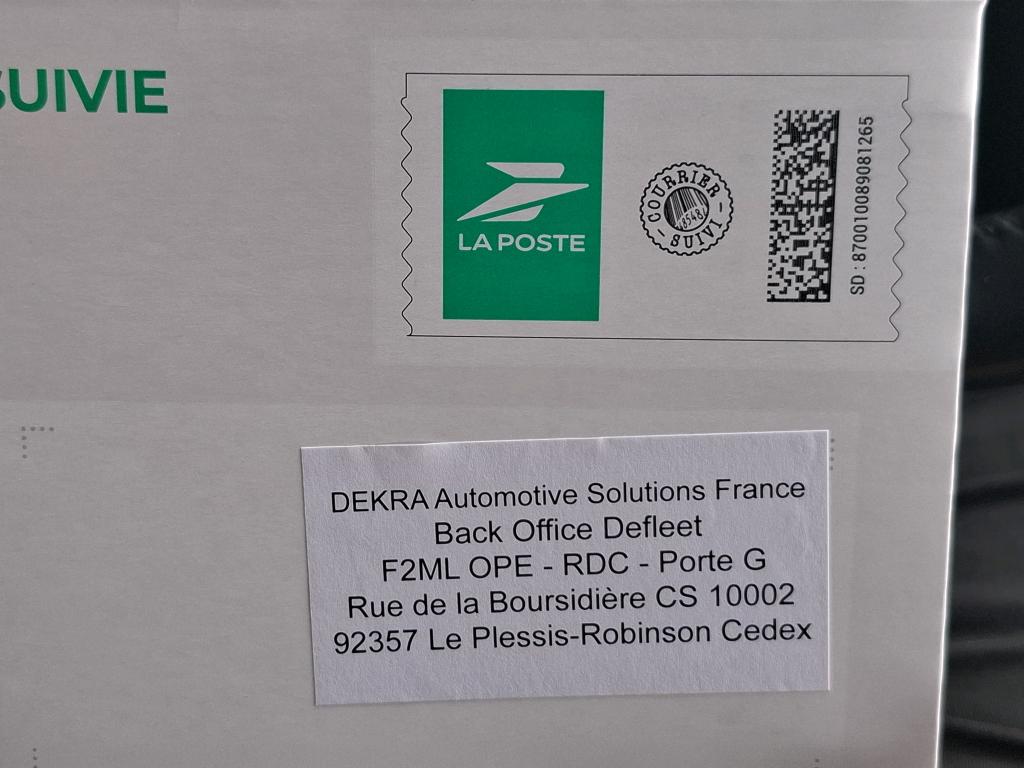 SUIVIE
LA POSTE
COURRIER
SUIVI
SD : 870010089081265
DEKRA Automotive Solutions France
Back Office Defleet
F2ML OPE - RDC - Porte G
Rue de la Boursidière CS 10002
92357 Le Plessis-Robinson Cedex